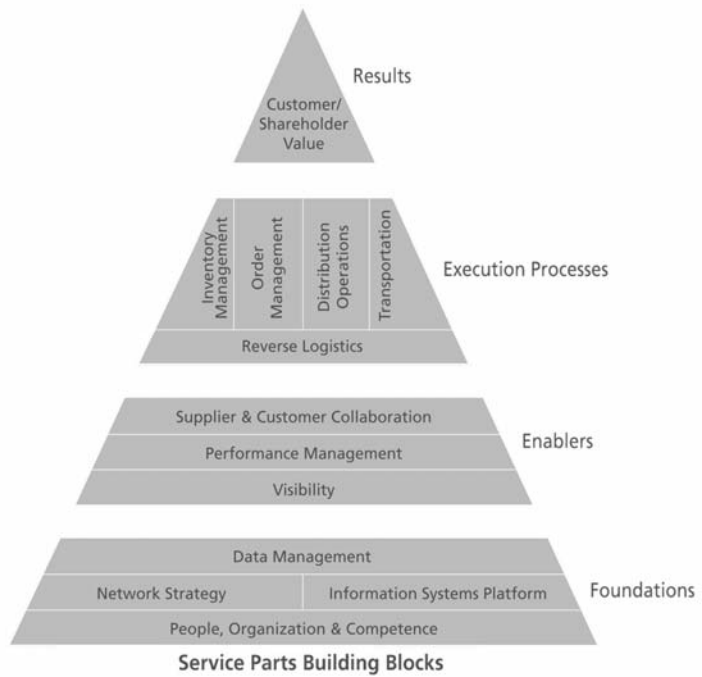 Results
Customer/
Shareholder
Value
Inventory
Management
Order
Management
Distribution
Operations
Transportation
Execution Processes
Reverse Logistics
Supplier & Customer Collaboration
Enablers
Performance Management
Visibility
Data Management
Network Strategy
Information Systems Platform
Foundations
People, Organization & Competence
Service Parts Building Blocks